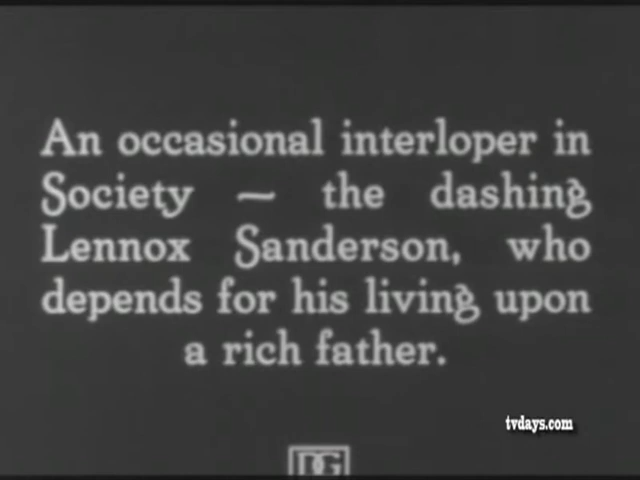 An occasional interloper in
Society — the dashing
Lennox Sanderson, who
depends for his living upon
a rich father.
tvdays.com
DG